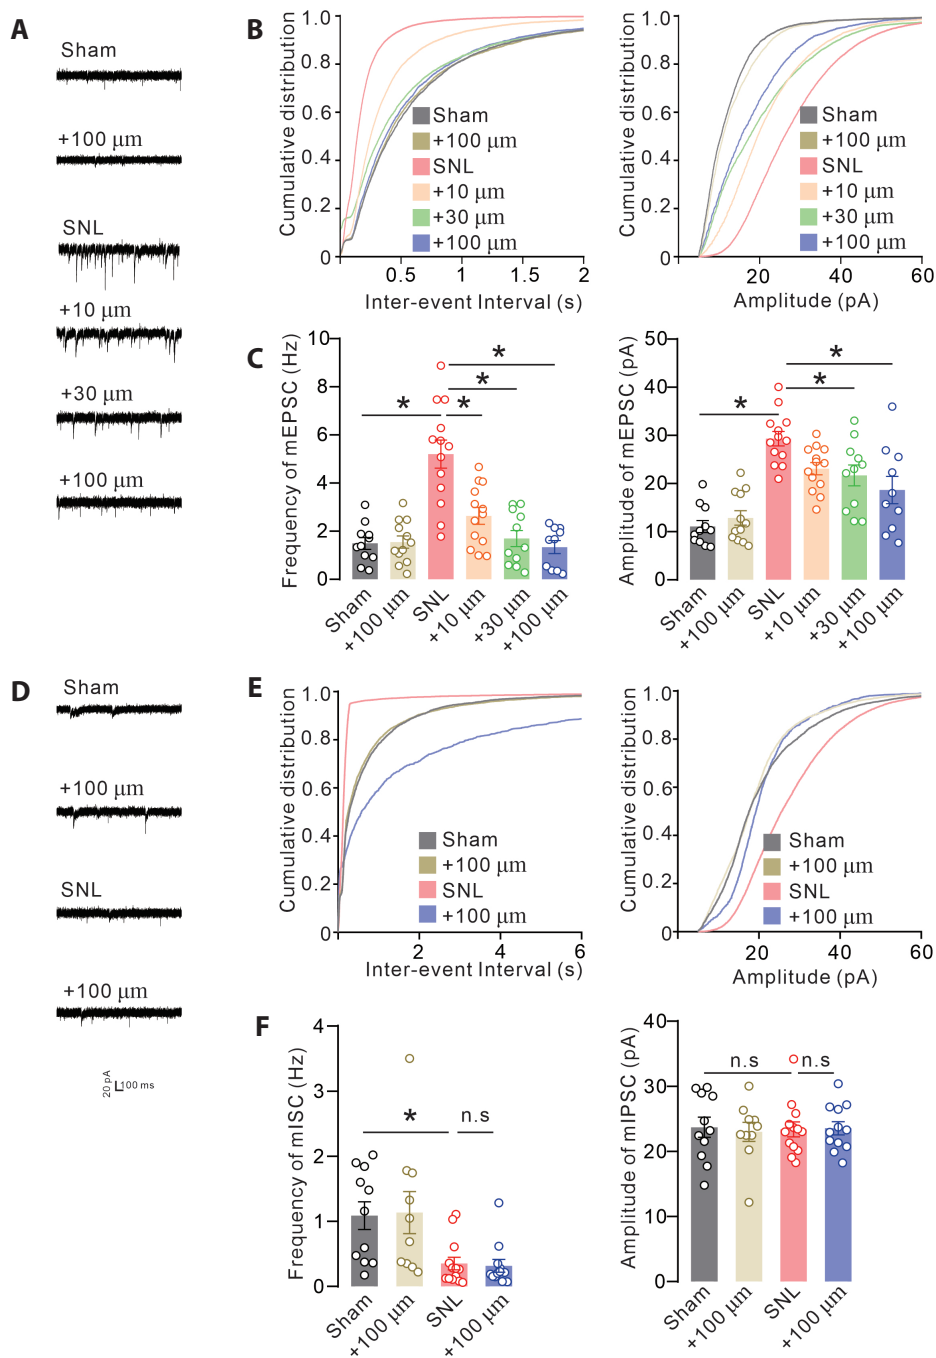 A
Sham
+100 μm
SNL
+10 μm
+30 μm
+100 μm
B
Cumulative distribution
1.0
0.8
0.6
0.4
0.2
0
0.5
1
1.5
2
Inter-event Interval (s)
Sham
+100 μm
SNL
+10 μm
+30 μm
+100 μm
Cumulative distribution
1.0
0.8
0.6
0.4
0.2
0
20
40
60
Amplitude (pA)
Sham
+100 μm
SNL
+10 μm
+30 μm
+100 μm
C
Frequency of mEPSC (Hz)
10
8
6
4
2
0
*
*
*
*
Sham
+100 μm
SNL
+10 μm
+30 μm
+100 μm
Amplitude of mEPSC (pA)
50
40
30
20
10
0
*
*
*
Sham
+100 μm
SNL
+10 μm
+30 μm
+100 μm
D
Sham
+100 μm
SNL
+100 μm
20 pA
100 ms
E
Cumulative distribution
1.0
0.8
0.6
0.4
0.2
0
2
4
6
Inter-event Interval (s)
Sham
+100 μm
SNL
+100 μm
Cumulative distribution
1.0
0.8
0.6
0.4
0.2
0
20
40
60
Amplitude (pA)
Sham
+100 μm
SNL
+100 μm
F
Frequency of mISC (Hz)
4
3
2
1
0
*
n.s
Sham
+100 μm
SNL
+100 μm
Amplitude of mIPSC (pA)
40
30
20
10
0
n.s
n.s
Sham
+100 μm
SNL
+100 μm